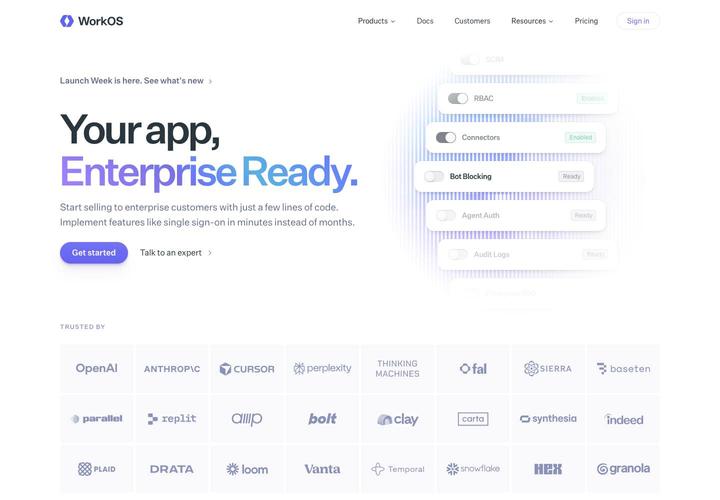 WorkOS
Products
Docs
Customers
Resources
Pricing
Sign in
Launch Week is here. See what's new
Your app,
Enterprise Ready.
Start selling to enterprise customers with just a few lines of code.
Implement features like single sign-on in minutes instead of months.
Get started
Talk to an expert
SCIM
RBAC
Enabled
Connectors
Enabled
Bot Blocking
Ready
Agent Auth
Ready
Audit Logs
Ready
TRUSTED BY
OpenAI
ANTHROP\C
CURSOR
perplexity
THINKING
MACHINES
fal
SIERRA
baseten
parallel
replit
bolt
clay
carta
synthesia
indeed
PLAID
DRATA
loom
Vanta
Temporal
snowflake
HEX
granola